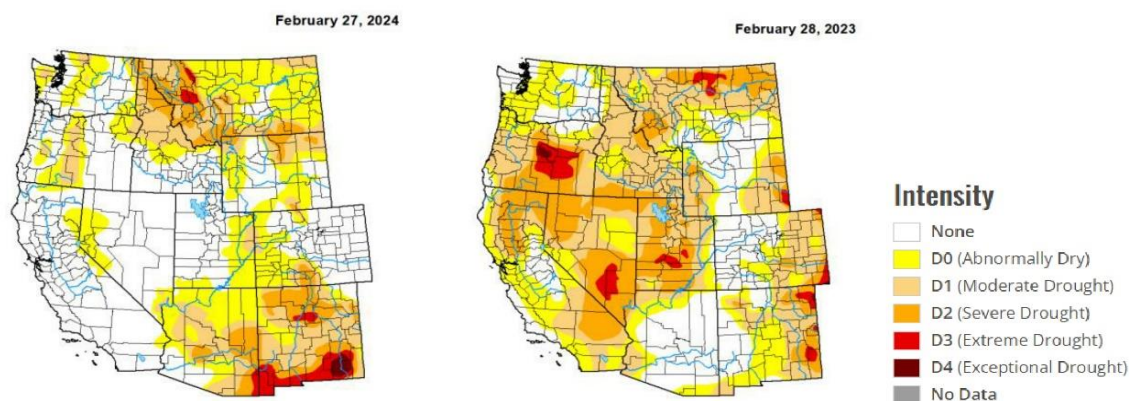 February 27, 2024
February 28, 2023
Intensity
None
D0 (Abnormally Dry)
D1 (Moderate Drought)
D2 (Severe Drought)
D3 (Extreme Drought)
D4 (Exceptional Drought)
No Data